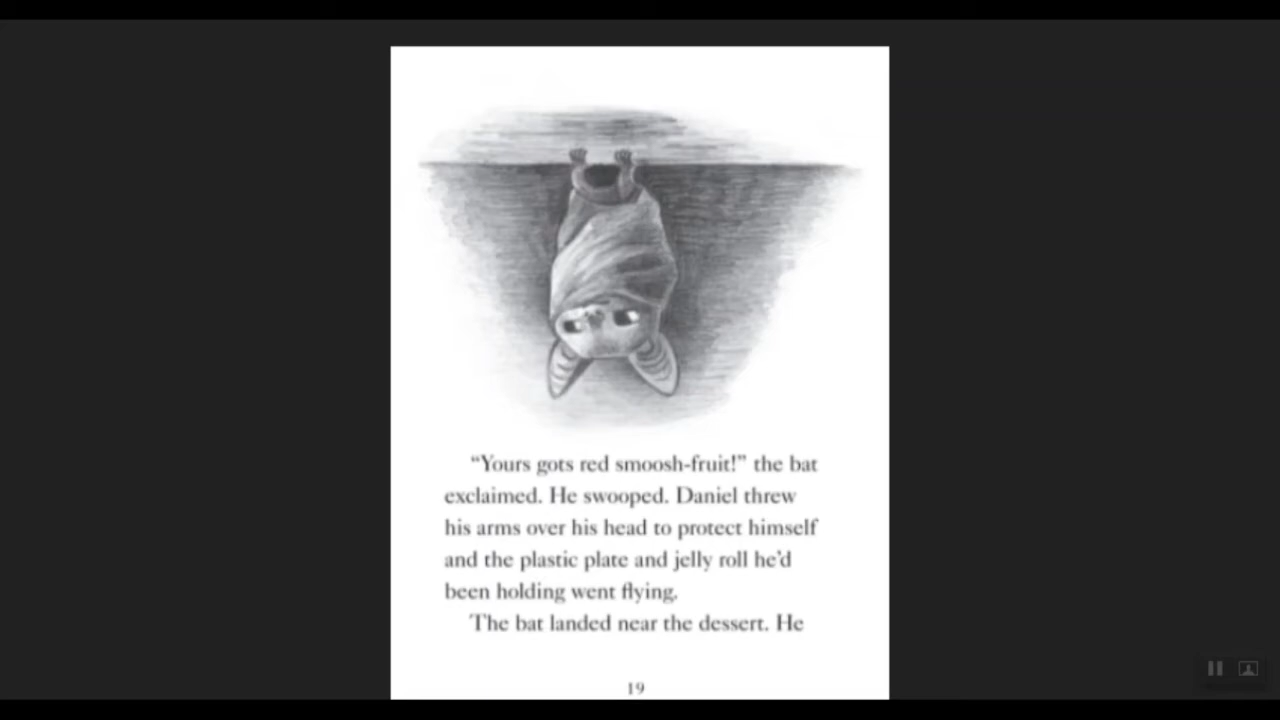 “Yours gots red smoosh-fruit!” the bat
exclaimed. He swooped. Daniel threw
his arms over his head to protect himself
and the plastic plate and jelly roll he’d
been holding went flying.
The bat landed near the dessert. He
19